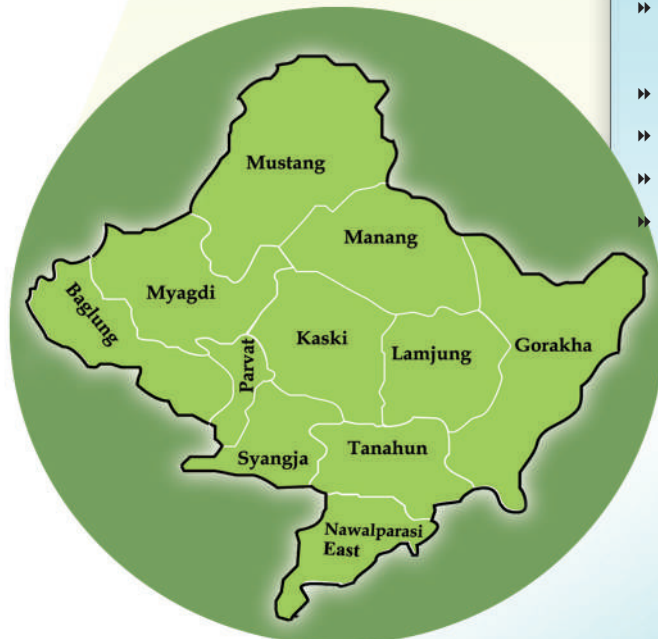 Mustang
Manang
Myagdi
Baglung
Parvat
Kaski
Lamjung
Gorakha
Syangja
Tanahun
Nawalparasi
East